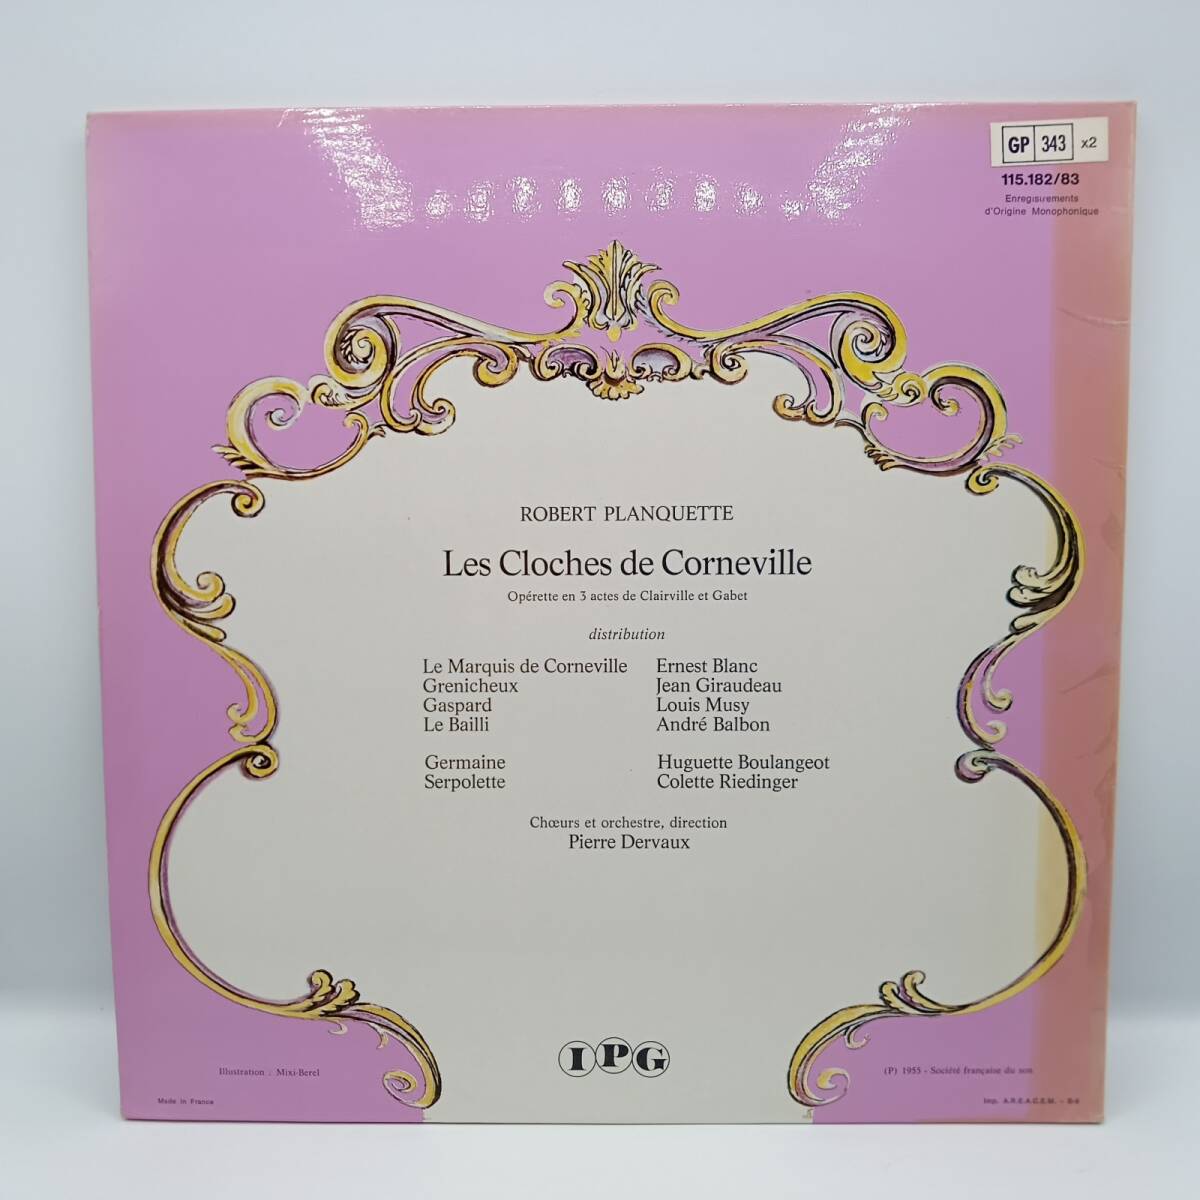 GP 343 x2
115.182/83
Enregistrements
d'Origine Monophonique
ROBERT PLANQUETTE
Les Cloches de Corneville
Opérette en 3 actes de Clairville et Gabet
distribution
Le Marquis de Corneville Ernest Blanc
Grenicheux Jean Giraudeau
Gaspard Louis Musy
Le Bailli André Balbon
Germaine Huguette Boulangeot
Serpolette Colette Riedinger
Chœurs et orchestre, direction
Pierre Dervaux
IPG
Illustration : Mixi-Berel
(P) 1955 - Société française du son
Made in France
Imp. A.R.E.A.C.E.M. -